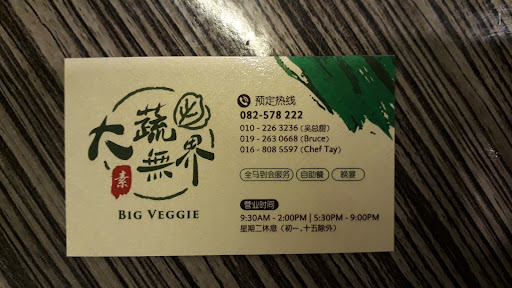 大蔬無界
素
BIG VEGGIE
预定热线
082-578 222
010 - 226 3236 (吴总厨)
019 - 263 0668 (Bruce)
016 - 808 5597 (Chef Tay)
全马到会服务 自助餐 晚宴
营业时间
9:30AM - 2:00PM | 5:30PM - 9:00PM
星期二休息 (初一,十五除外)